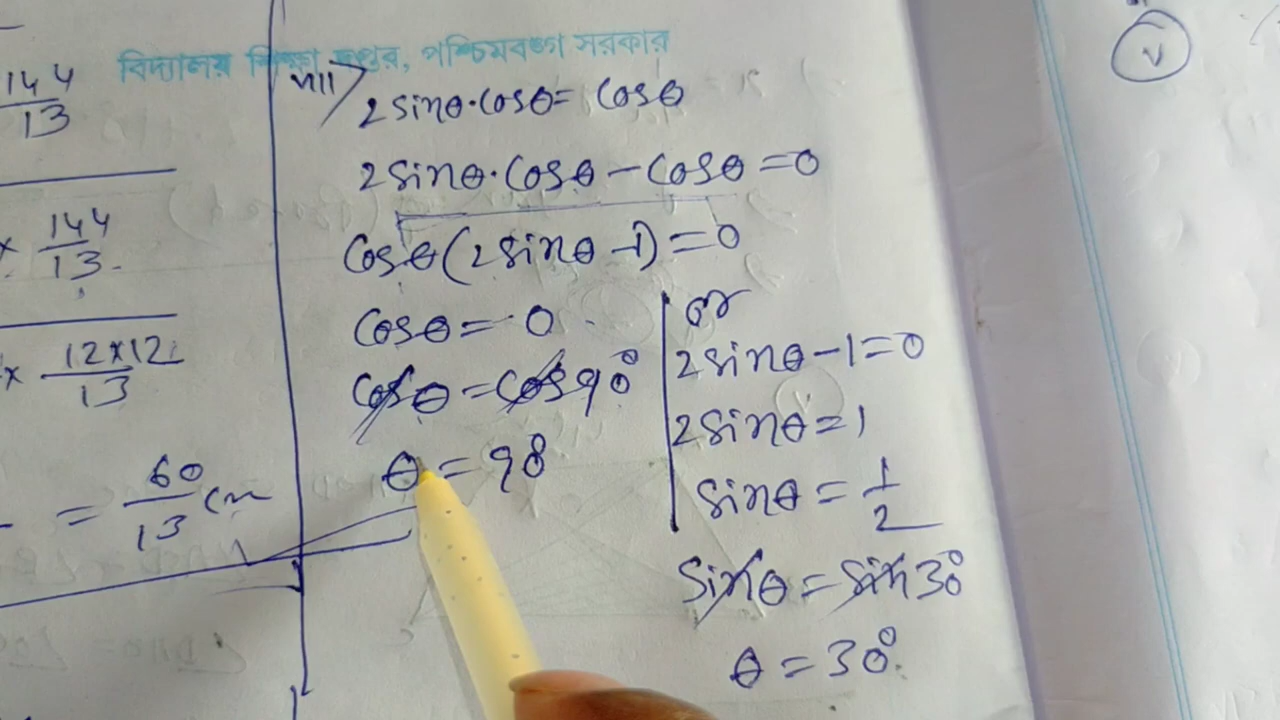 বিদ্যালয় শিক্ষা দপ্তর, পশ্চিমবঙ্গ সরকার
144/13
× 144/13
× 12×12/13
= 60/13 cm
VIII> 2sinθ·cosθ = cosθ
2sinθ·cosθ − cosθ = 0
cosθ(2sinθ − 1) = 0
cosθ = 0
cosθ = cos90°
θ = 90°
or
2sinθ − 1 = 0
2sinθ = 1
sinθ = 1/2
sinθ = sin30°
θ = 30°
V